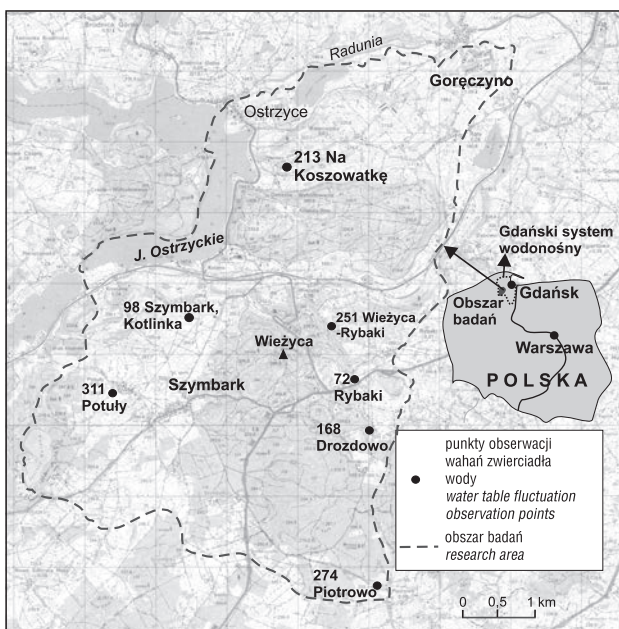 Radunia
Goręczyno
Ostrzyce
213 Na
Koszowatkę
J. Ostrzyckie
Gdański system
wodonośny
Gdańsk
Obszar
badań
Warszawa
POLSKA
98 Szymbark,
Kotlinka
251 Wieżyca
-Rybaki
Wieżyca
Szymbark
72
Rybaki
311
Potuły
168
Drozdowo
274
Piotrowo
punkty obserwacji
wahań zwierciadła
wody
water table fluctuation
observation points
obszar badań
research area
0 0,5 1 km